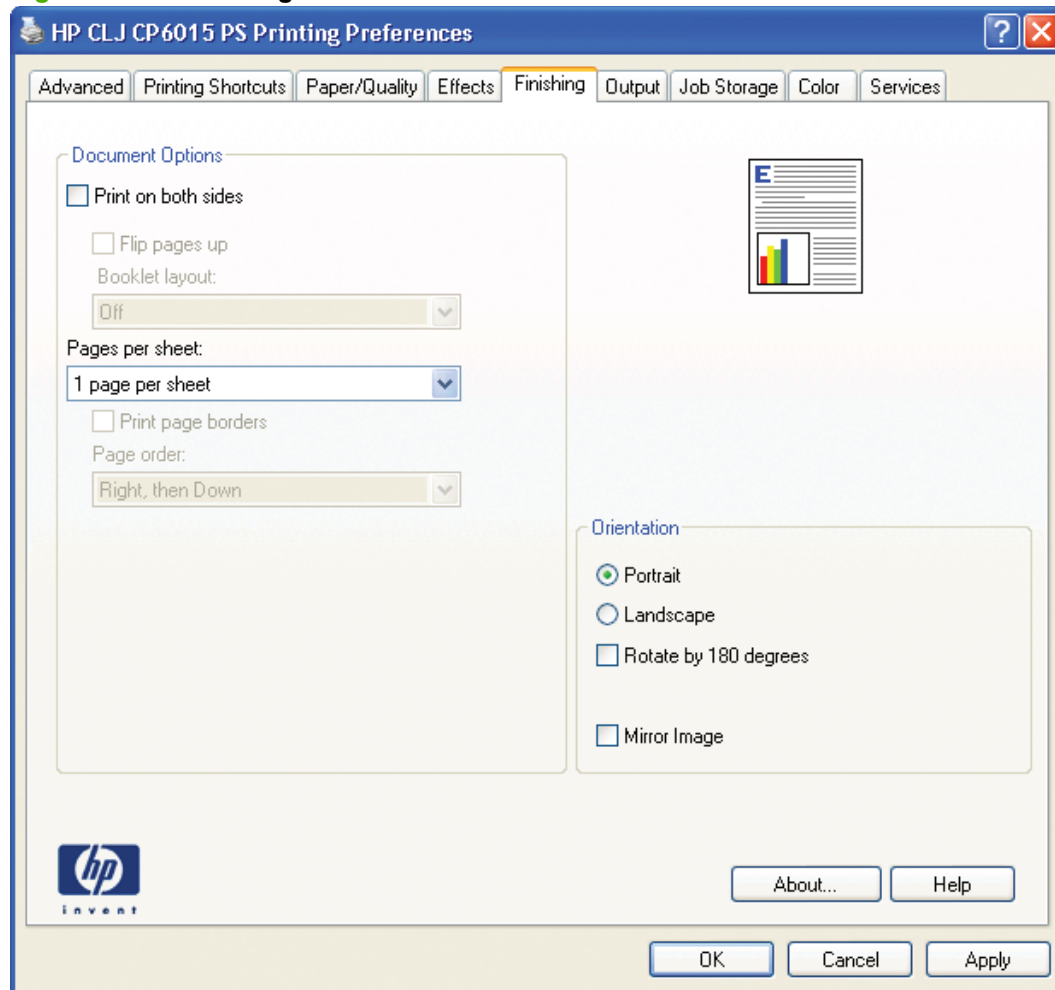 HP CLJ CP6015 PS Printing Preferences
Advanced
Printing Shortcuts
Paper/Quality
Effects
Finishing
Output
Job Storage
Color
Services
Document Options
Print on both sides
Flip pages up
Booklet layout:
Off
Pages per sheet:
1 page per sheet
Print page borders
Page order:
Right, then Down
E
Orientation
Portrait
Landscape
Rotate by 180 degrees
Mirror Image
hp
invent
About...
Help
OK
Cancel
Apply